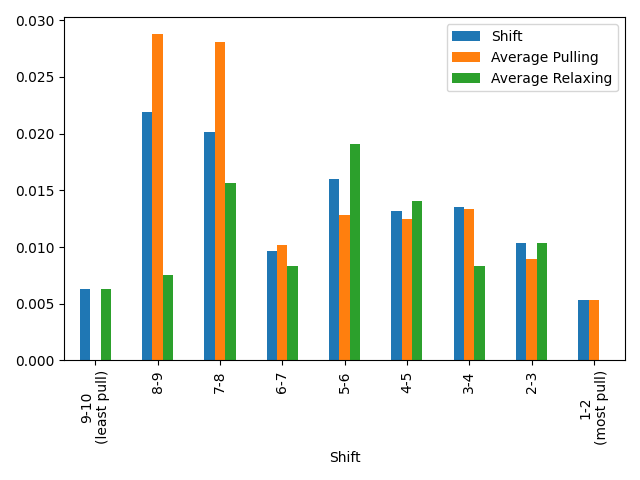 0.030
0.025
0.020
0.015
0.010
0.005
0.000
Shift
Average Pulling
Average Relaxing
9-10
(least pull)
8-9
7-8
6-7
5-6
4-5
3-4
2-3
1-2
(most pull)
Shift